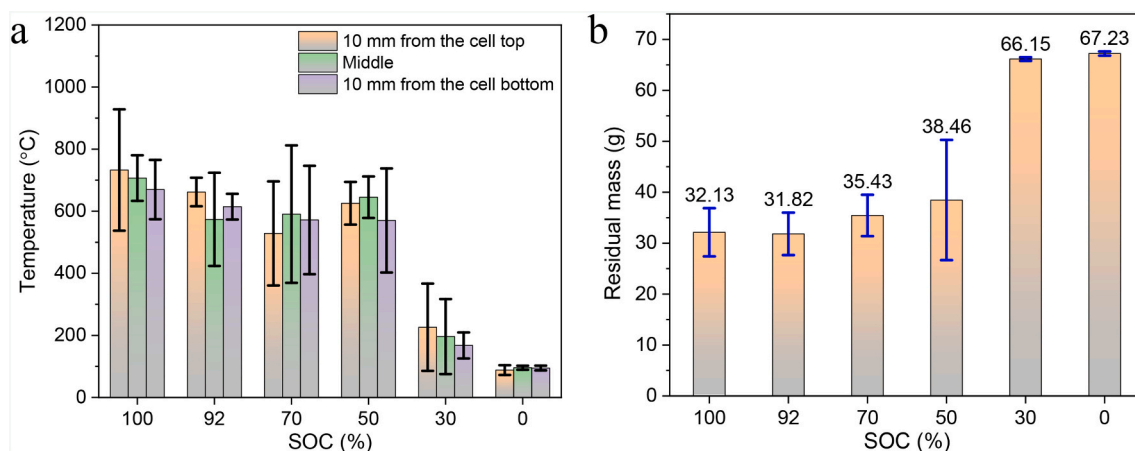 a
1200
1000
800
600
400
200
0
Temperature (°C)
10 mm from the cell top
Middle
10 mm from the cell bottom
100 92 70 50 30 0
SOC (%)
b
70
60
50
40
30
20
10
0
Residual mass (g)
32.13 31.82 35.43 38.46 66.15 67.23
100 92 70 50 30 0
SOC (%)